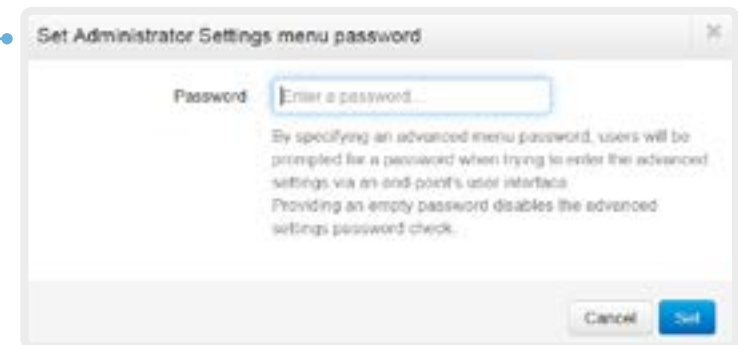 Set Administrator Settings menu password
Password
Enter a password...
By specifying an advanced menu password, users will be
prompted for a password when trying to enter the advanced
settings via an end-point's user interface
Providing an empty password disables the advanced
settings password check.
Cancel
Set